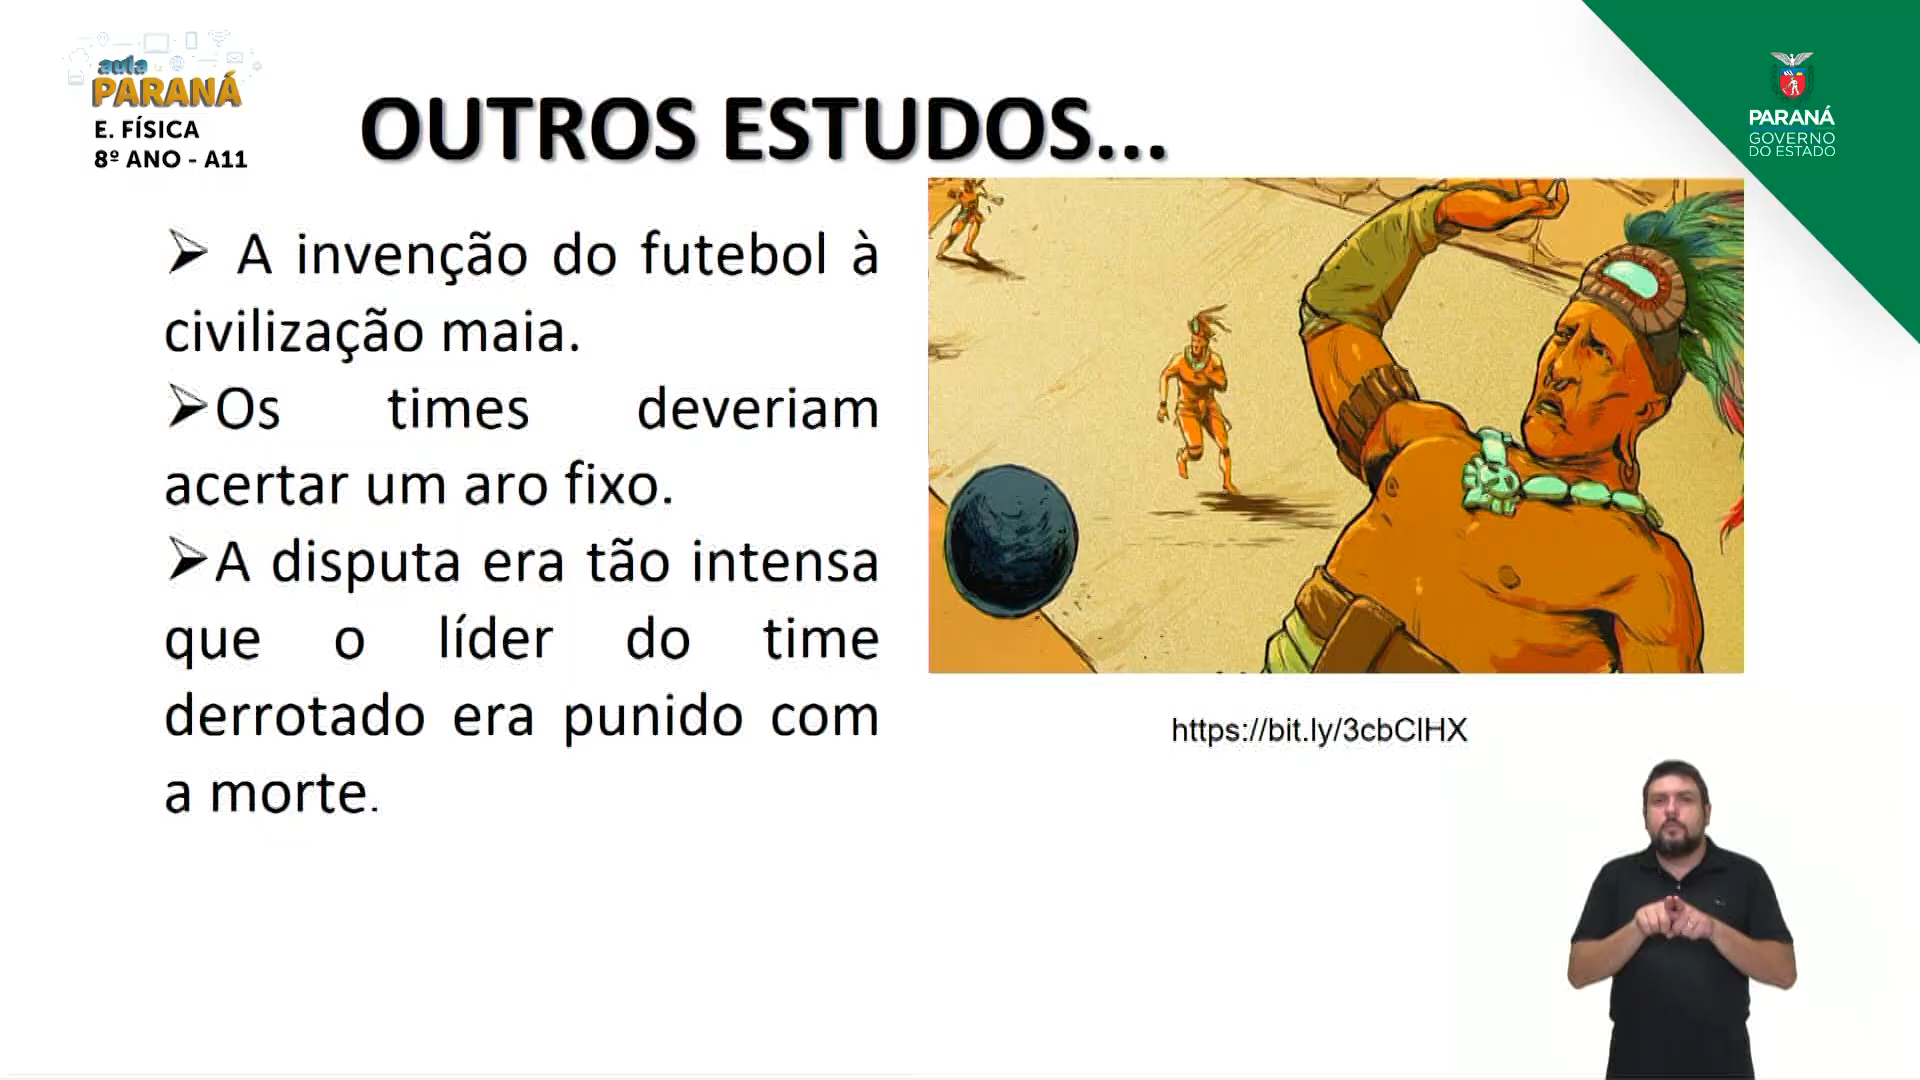 aula
PARANÁ
E. FÍSICA
8º ANO - A11
OUTROS ESTUDOS...
PARANÁ
GOVERNO
DO ESTADO
➢ A invenção do futebol à
civilização maia.
➢Os times deveriam
acertar um aro fixo.
➢A disputa era tão intensa
que o líder do time
derrotado era punido com
a morte.
https://bit.ly/3cbClHX